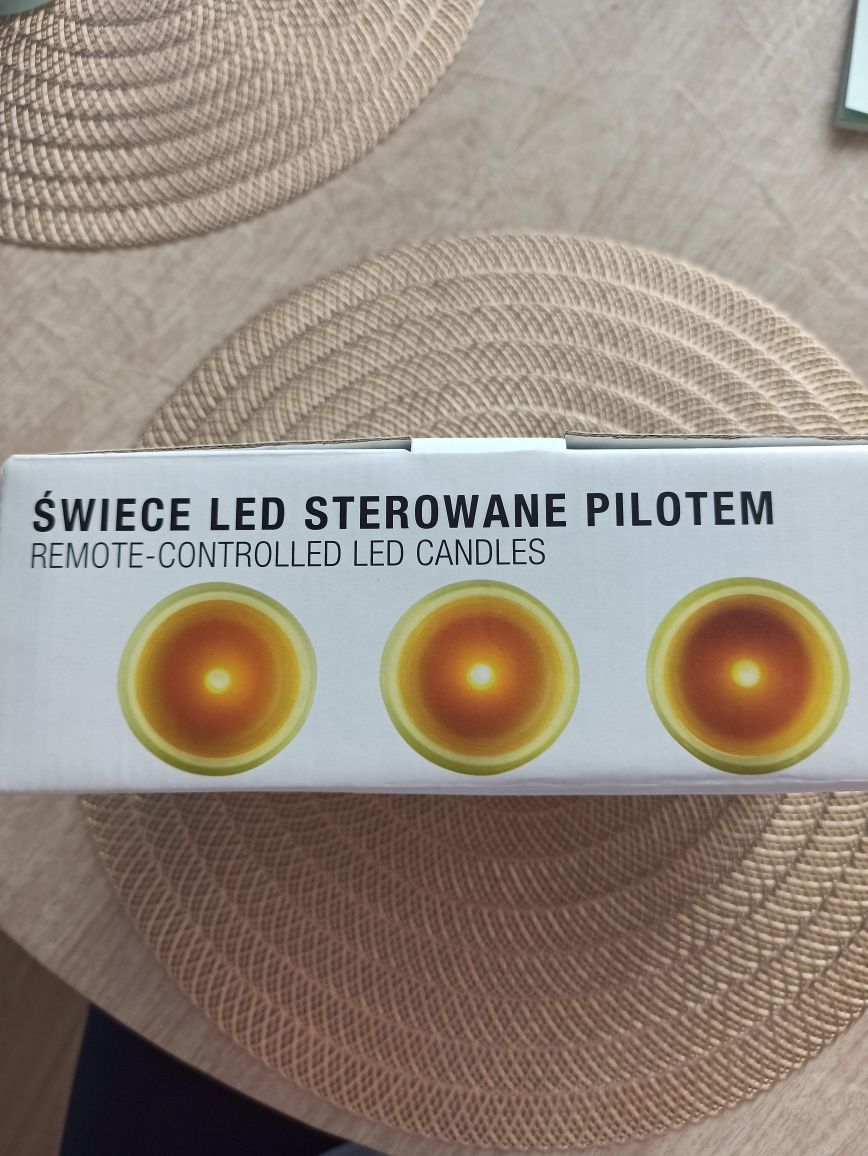 ŚWIECE LED STEROWANE PILOTEM
REMOTE-CONTROLLED LED CANDLES